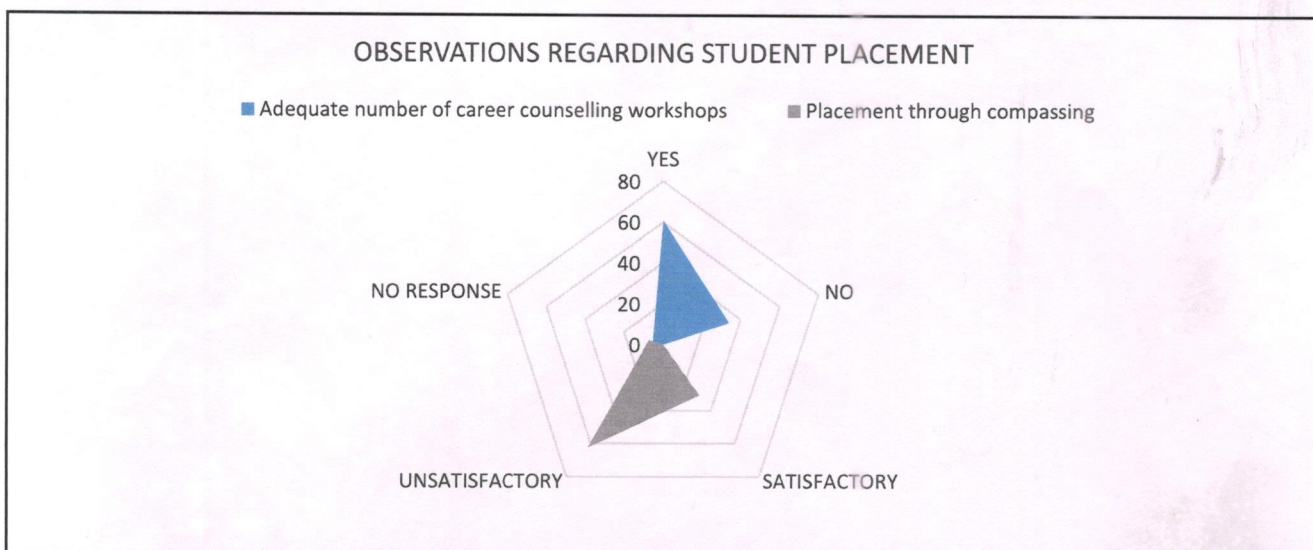 OBSERVATIONS REGARDING STUDENT PLACEMENT
Adequate number of career counselling workshops Placement through compassing
YES
80
60
40
20
0
NO RESPONSE
NO
UNSATISFACTORY
SATISFACTORY